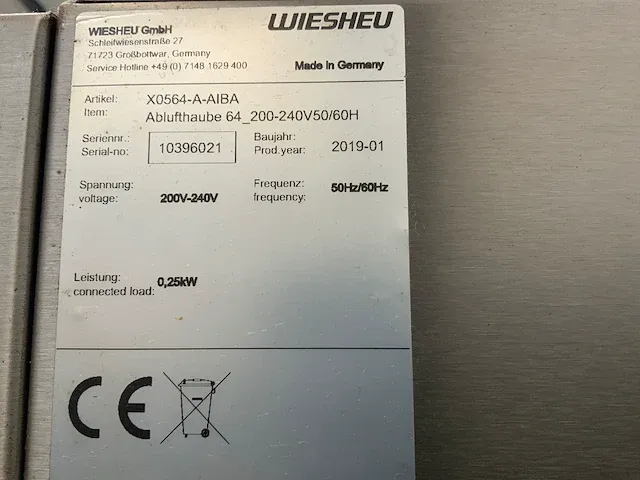 WIESHEU GmbH
Schleifwiesenstraße 27
71723 Großbottwar, Germany
Service Hotline +49 (0) 7148 1629 400
WIESHEU
Made in Germany
Artikel: X0564-A-AIBA
Item: Ablufthaube 64_200-240V50/60H
Seriennr.: Baujahr:
Serial-no: 10396021 Prod.year: 2019-01
Spannung: Frequenz: 50Hz/60Hz
voltage: 200V-240V frequency:
Leistung: 0,25kW
connected load:
CE